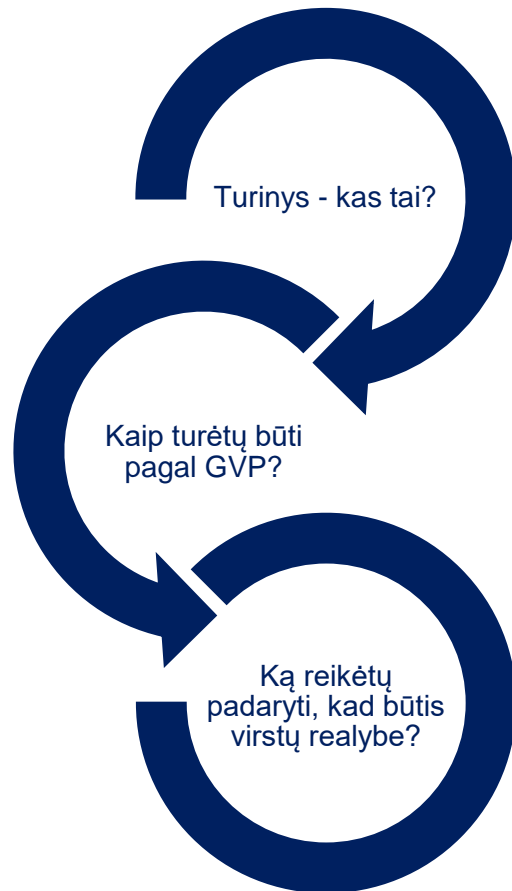 Turinys - kas tai?
Kaip turėtų būti
pagal GVP?
Ką reikėtų
padaryti, kad būtis
virstų realybe?